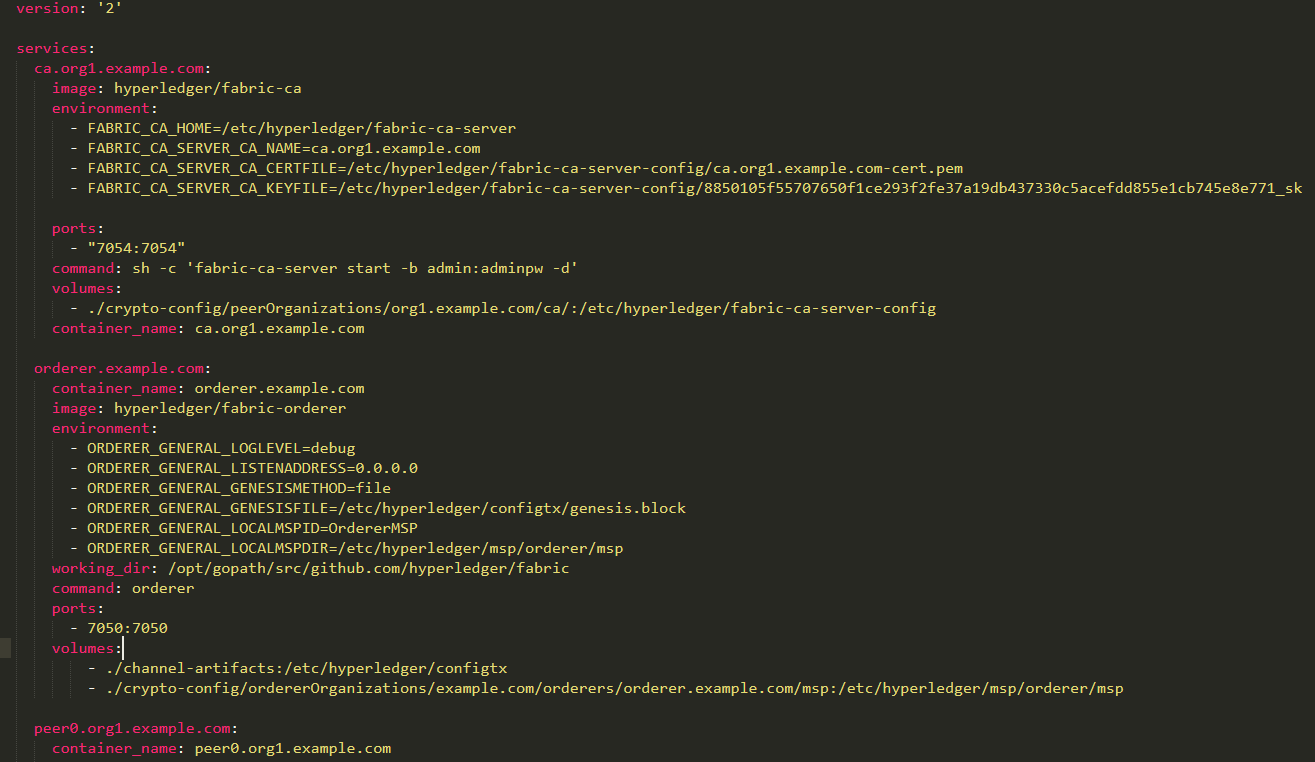 version: '2'
services:
ca.org1.example.com:
image: hyperledger/fabric-ca
environment:
- FABRIC_CA_HOME=/etc/hyperledger/fabric-ca-server
- FABRIC_CA_SERVER_CA_NAME=ca.org1.example.com
- FABRIC_CA_SERVER_CA_CERTFILE=/etc/hyperledger/fabric-ca-server-config/ca.org1.example.com-cert.pem
- FABRIC_CA_SERVER_CA_KEYFILE=/etc/hyperledger/fabric-ca-server-config/8850105f55707650f1ce293f2fe37a19db437330c5acefdd855e1cb745e8e771_sk
ports:
- "7054:7054"
command: sh -c 'fabric-ca-server start -b admin:adminpw -d'
volumes:
- ./crypto-config/peerOrganizations/org1.example.com/ca/:/etc/hyperledger/fabric-ca-server-config
container_name: ca.org1.example.com
orderer.example.com:
container_name: orderer.example.com
image: hyperledger/fabric-orderer
environment:
- ORDERER_GENERAL_LOGLEVEL=debug
- ORDERER_GENERAL_LISTENADDRESS=0.0.0.0
- ORDERER_GENERAL_GENESISMETHOD=file
- ORDERER_GENERAL_GENESISFILE=/etc/hyperledger/configtx/genesis.block
- ORDERER_GENERAL_LOCALMSPID=OrdererMSP
- ORDERER_GENERAL_LOCALMSPDIR=/etc/hyperledger/msp/orderer/msp
working_dir: /opt/gopath/src/github.com/hyperledger/fabric
command: orderer
ports:
- 7050:7050
volumes:
- ./channel-artifacts:/etc/hyperledger/configtx
- ./crypto-config/ordererOrganizations/example.com/orderers/orderer.example.com/msp:/etc/hyperledger/msp/orderer/msp
peer0.org1.example.com:
container_name: peer0.org1.example.com